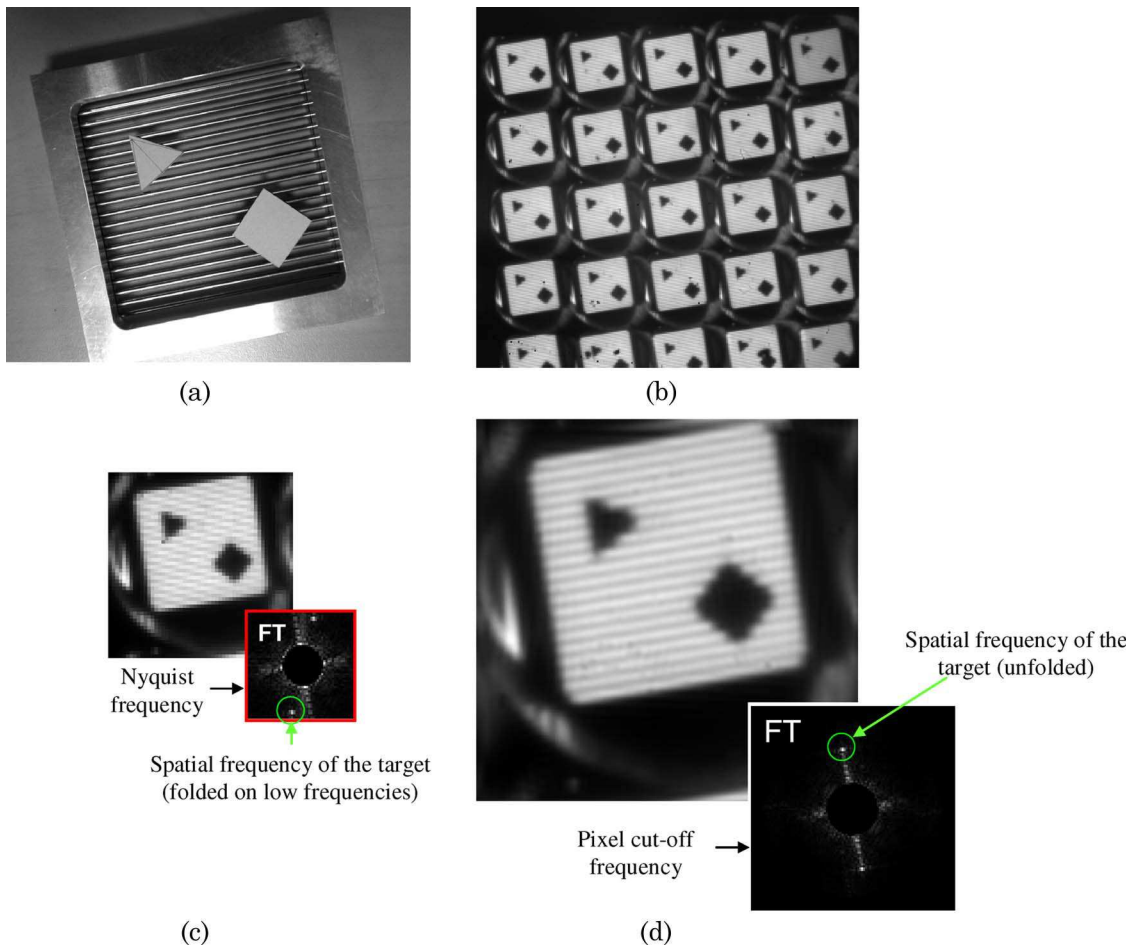 (a)
(b)
FT
Nyquist
frequency
Spatial frequency of the target
(folded on low frequencies)
(c)
Spatial frequency of the
target (unfolded)
FT
Pixel cut-off
frequency
(d)